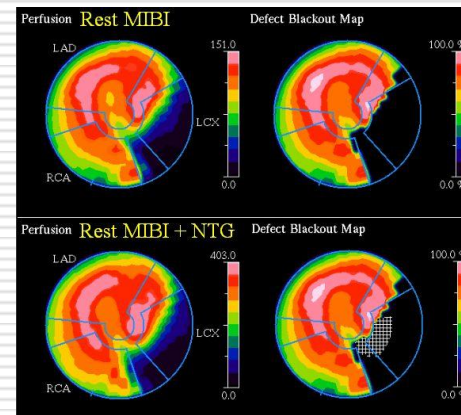 Perfusion Rest MIBI
Defect Blackout Map
LAD
LCX
RCA
151.0
0.0
100.0 %
0.0 %
Perfusion Rest MIBI + NTG
Defect Blackout Map
LAD
LCX
RCA
403.0
0.0
100.0 %
0.0 %